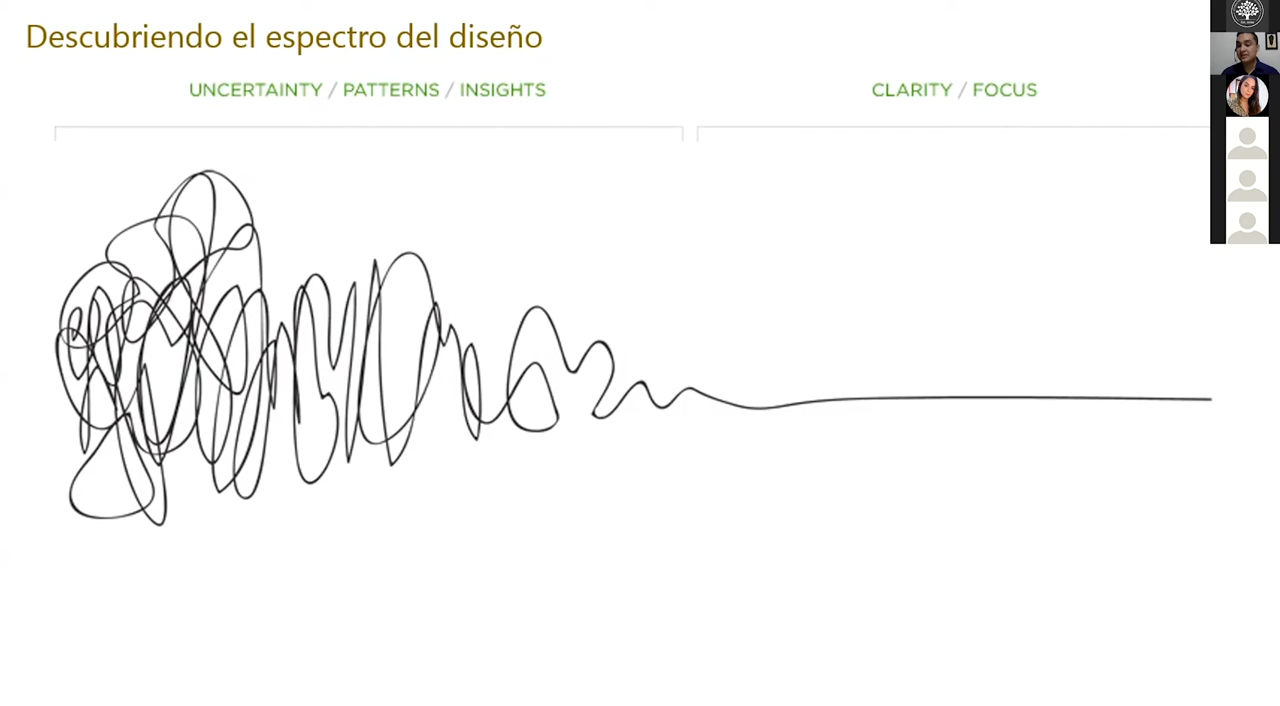 Descubriendo el espectro del diseño
UNCERTAINTY / PATTERNS / INSIGHTS
CLARITY / FOCUS